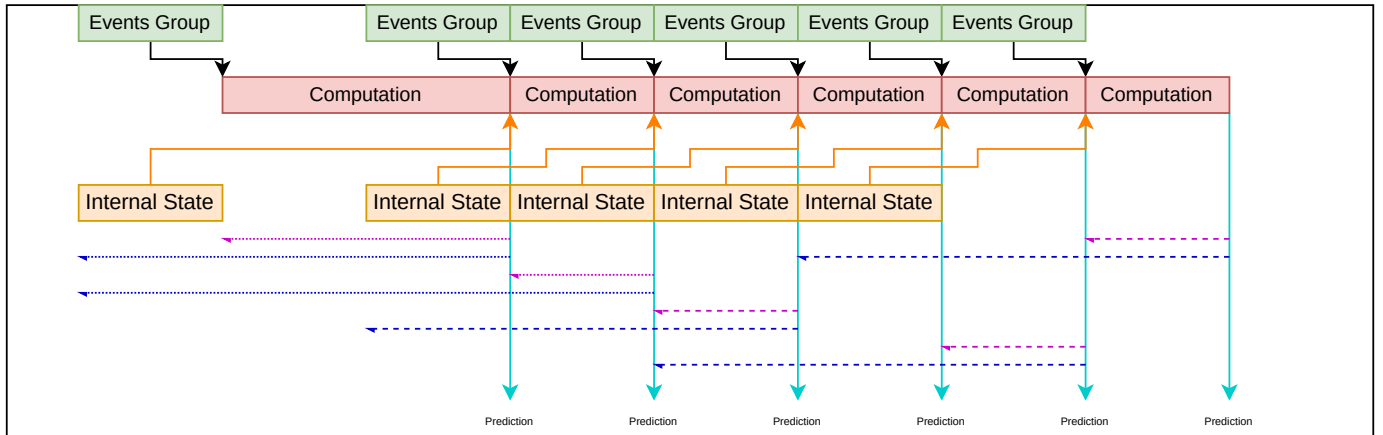 Events Group
Events Group
Events Group
Events Group
Events Group
Events Group
Computation
Computation
Computation
Computation
Computation
Computation
Internal State
Internal State
Internal State
Internal State
Internal State
Prediction
Prediction
Prediction
Prediction
Prediction
Prediction